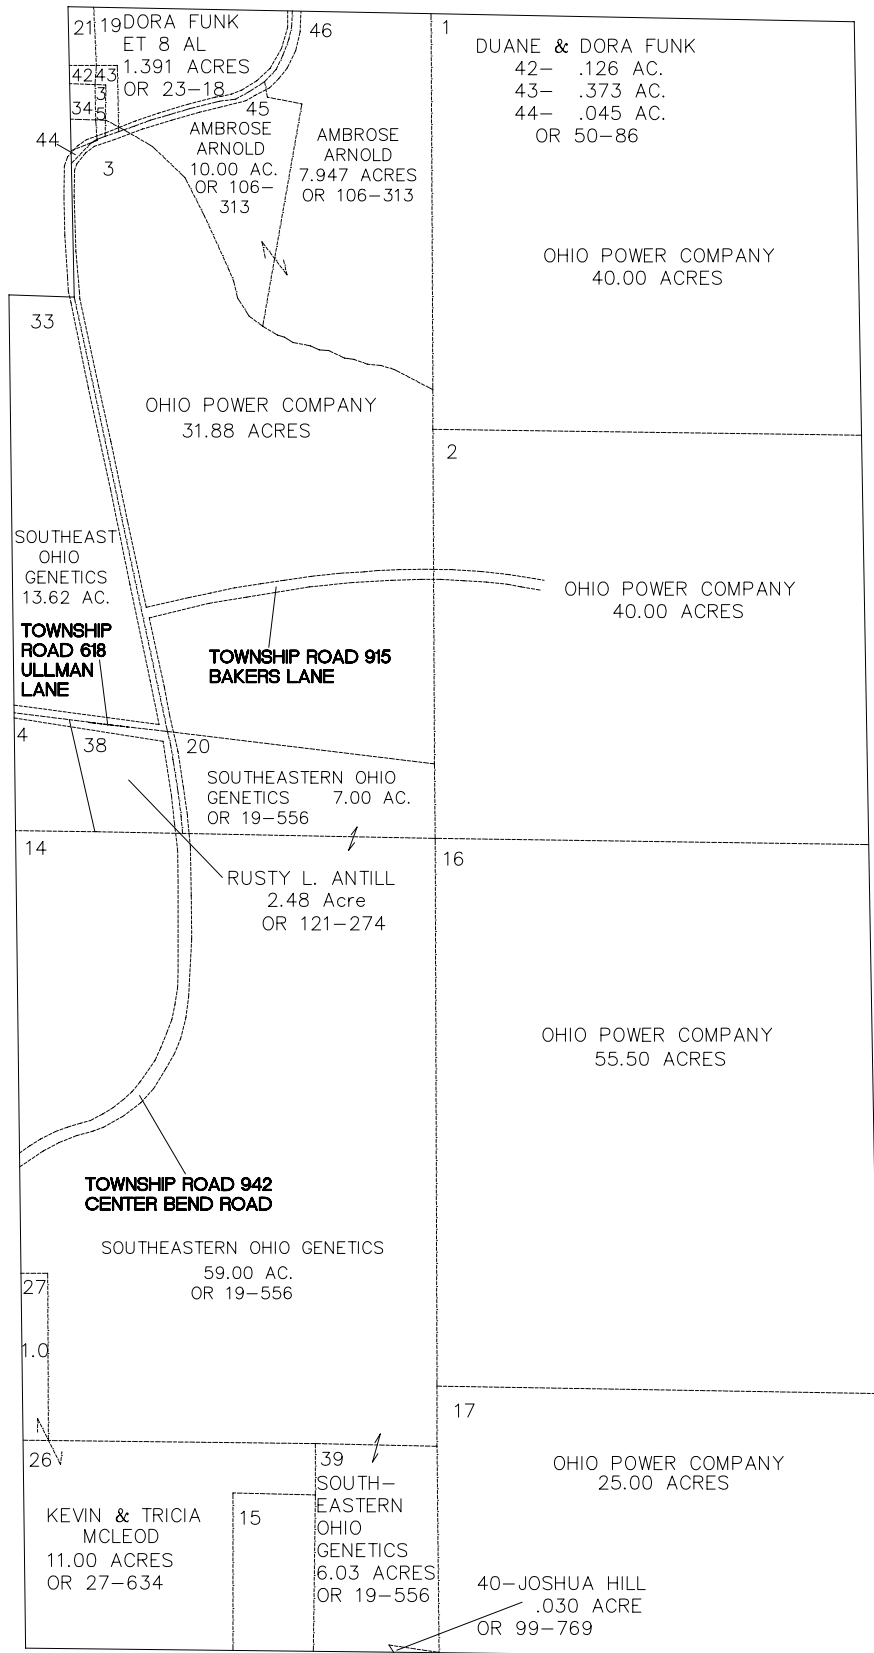 21
19
DORA FUNK
ET 8 AL
1.391 ACRES
OR 23-18
46
1
DUANE & DORA FUNK
42- .126 AC.
43- .373 AC.
44- .045 AC.
OR 50-86
42
43
3
5
34
45
44
3
AMBROSE
ARNOLD
10.00 AC.
OR 106-
313
AMBROSE
ARNOLD
7.947 ACRES
OR 106-313
OHIO POWER COMPANY
40.00 ACRES
33
OHIO POWER COMPANY
31.88 ACRES
2
SOUTHEAST
OHIO
GENETICS
13.62 AC.
OHIO POWER COMPANY
40.00 ACRES
TOWNSHIP
ROAD 618
ULLMAN
LANE
TOWNSHIP ROAD 915
BAKERS LANE
4
38
20
SOUTHEASTERN OHIO
GENETICS 7.00 AC.
OR 19-556
14
16
RUSTY L. ANTILL
2.48 Acre
OR 121-274
OHIO POWER COMPANY
55.50 ACRES
TOWNSHIP ROAD 942
CENTER BEND ROAD
SOUTHEASTERN OHIO GENETICS
59.00 AC.
OR 19-556
27
1.0
17
26
39
SOUTH-
EASTERN
OHIO
GENETICS
6.03 ACRES
OR 19-556
OHIO POWER COMPANY
25.00 ACRES
KEVIN & TRICIA
MCLEOD
11.00 ACRES
OR 27-634
15
40-JOSHUA HILL
.030 ACRE
OR 99-769